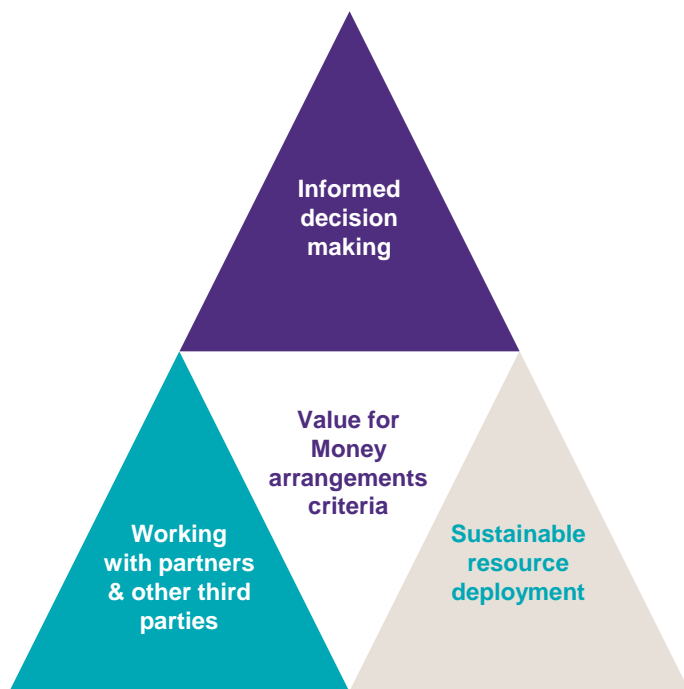 Informed
decision
making
Value for
Money
arrangements
criteria
Working
with partners
& other third
parties
Sustainable
resource
deployment